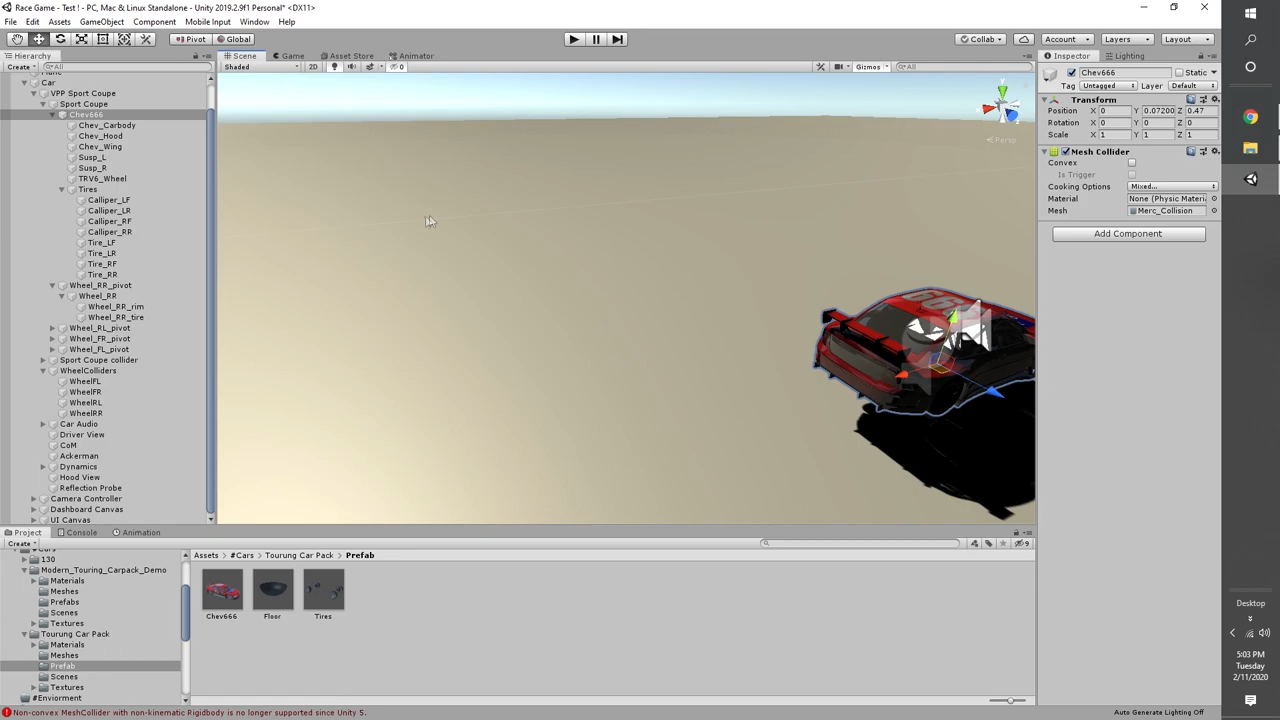 Race Game - Test ! - PC, Mac & Linux Standalone - Unity 2019.2.9f1 Personal* <DX11>
File Edit Assets GameObject Component Mobile Input Window Help
Pivot Global Collab Account Layers Layout
Hierarchy
Create All
Car
VPP Sport Coupe
Sport Coupe
Chev666
Chev_Carbody
Chev_Hood
Chev_Wing
Susp_L
Susp_R
TRV6_Wheel
Tires
Calliper_LF
Calliper_LR
Calliper_RF
Calliper_RR
Tire_LF
Tire_LR
Tire_RF
Tire_RR
Wheel_RR_pivot
Wheel_RR
Wheel_RR_rim
Wheel_RR_tire
Wheel_RL_pivot
Wheel_FR_pivot
Wheel_FL_pivot
Sport Coupe collider
WheelColliders
WheelFL
WheelFR
WheelRL
WheelRR
Car Audio
Driver View
CoM
Ackerman
Dynamics
Hood View
Reflection Probe
Camera Controller
Dashboard Canvas
UI Canvas
Scene Game Asset Store Animator
Shaded 2D 0 Gizmos All
Persp
666
Inspector Lighting
Chev666 Static
Tag Untagged Layer Default
Transform
Position X 0 Y 0.07200 Z 0.47
Rotation X 0 Y 0 Z 0
Scale X 1 Y 1 Z 1
Mesh Collider
Convex
Is Trigger
Cooking Options Mixed...
Material None (Physic Materi
Mesh Merc_Collision
Add Component
Project Console Animation
Create 9
#Cars
130
Modern_Touring_Carpack_Demo
Materials
Meshes
Prefabs
Scenes
Textures
Tourung Car Pack
Materials
Meshes
Prefab
Scenes
Textures
#Enviorment
Assets #Cars Tourung Car Pack Prefab
Chev666 Floor Tires
Non-convex MeshCollider with non-kinematic Rigidbody is no longer supported since Unity 5.
Auto Generate Lighting Off
Desktop
5:03 PM
Tuesday
2/11/2020